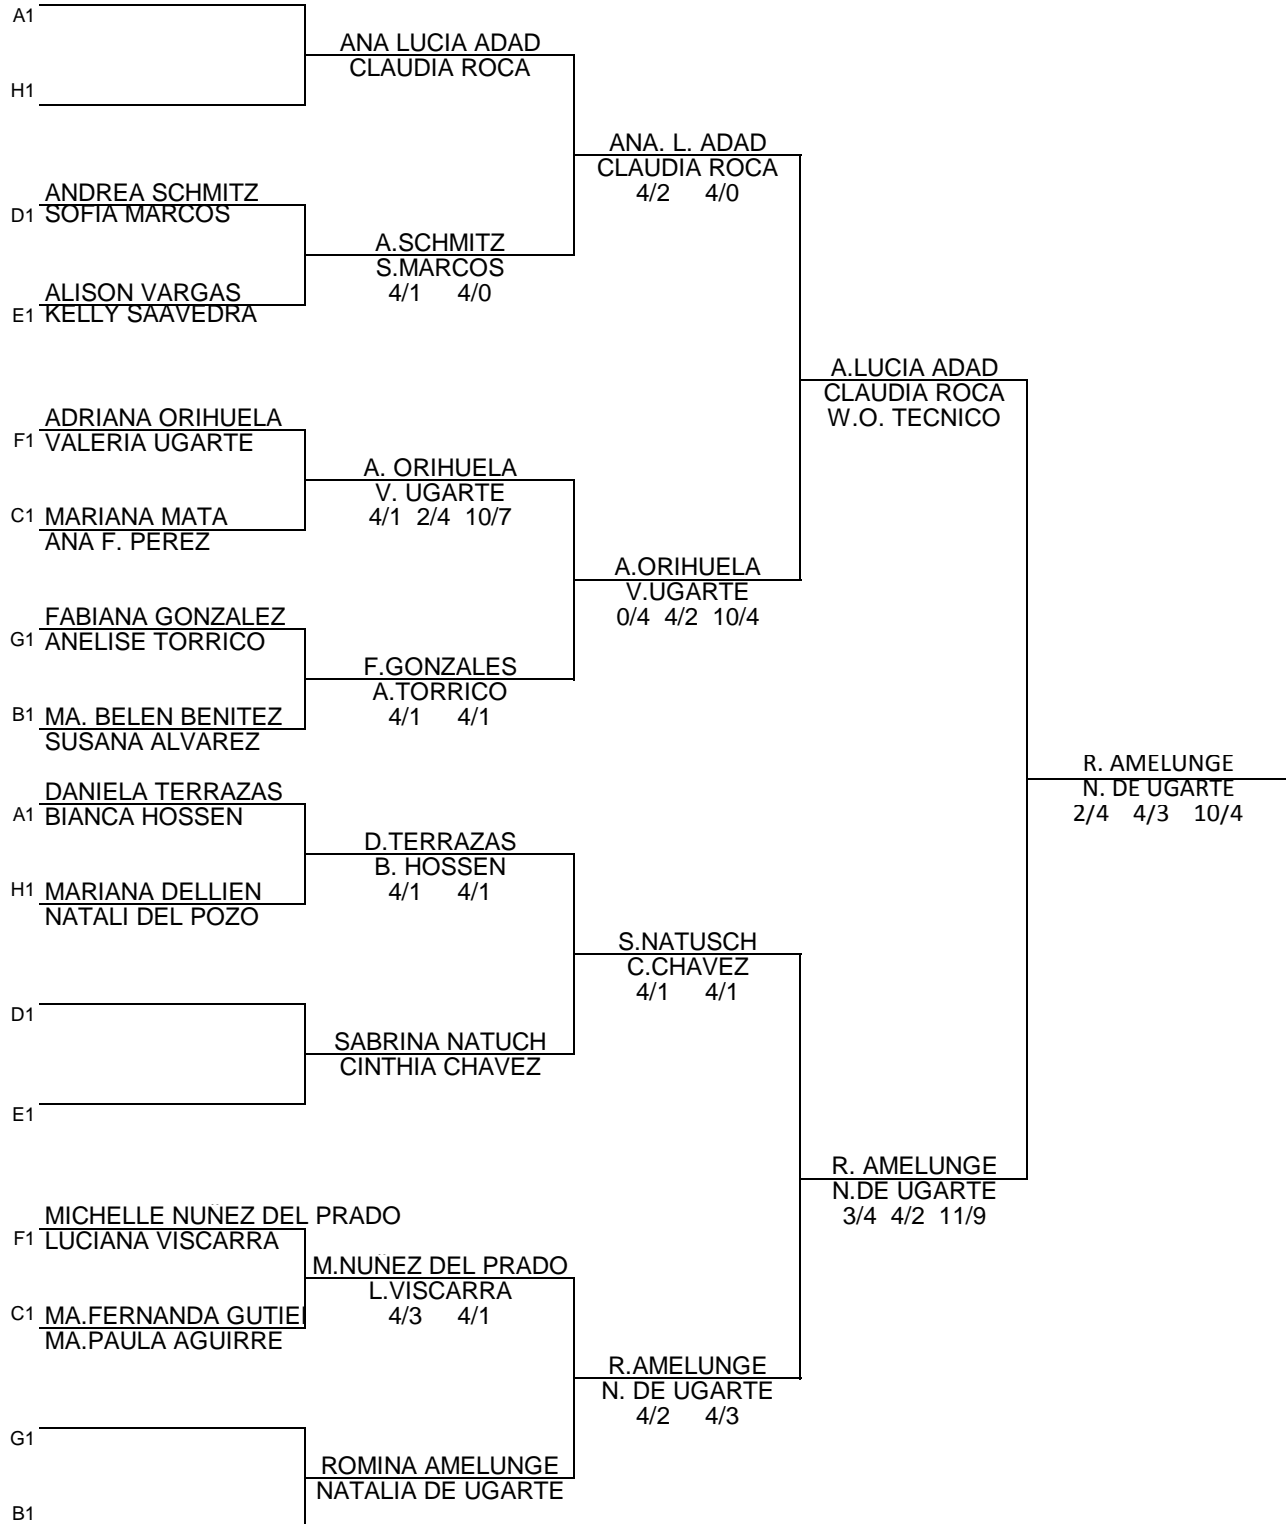 A1
H1
ANA LUCIA ADAD
CLAUDIA ROCA
ANDREA SCHMITZ
D1 SOFIA MARCOS
ALISON VARGAS
E1 KELLY SAAVEDRA
A.SCHMITZ
S.MARCOS
4/1 4/0
ANA. L. ADAD
CLAUDIA ROCA
4/2 4/0
ADRIANA ORIHUELA
F1 VALERIA UGARTE
C1 MARIANA MATA
ANA F. PEREZ
A. ORIHUELA
V. UGARTE
4/1 2/4 10/7
FABIANA GONZALEZ
G1 ANELISE TORRICO
B1 MA. BELEN BENITEZ
SUSANA ALVAREZ
F.GONZALES
A.TORRICO
4/1 4/1
A.ORIHUELA
V.UGARTE
0/4 4/2 10/4
A.LUCIA ADAD
CLAUDIA ROCA
W.O. TECNICO
DANIELA TERRAZAS
A1 BIANCA HOSSEN
H1 MARIANA DELLIEN
NATALI DEL POZO
D.TERRAZAS
B. HOSSEN
4/1 4/1
D1
E1
SABRINA NATUCH
CINTHIA CHAVEZ
S.NATUSCH
C.CHAVEZ
4/1 4/1
MICHELLE NUÑEZ DEL PRADO
F1 LUCIANA VISCARRA
C1 MA.FERNANDA GUTIE
MA.PAULA AGUIRRE
M.NUÑEZ DEL PRADO
L.VISCARRA
4/3 4/1
G1
B1
ROMINA AMELUNGE
NATALIA DE UGARTE
R.AMELUNGE
N. DE UGARTE
4/2 4/3
R. AMELUNGE
N.DE UGARTE
3/4 4/2 11/9
R. AMELUNGE
N. DE UGARTE
2/4 4/3 10/4